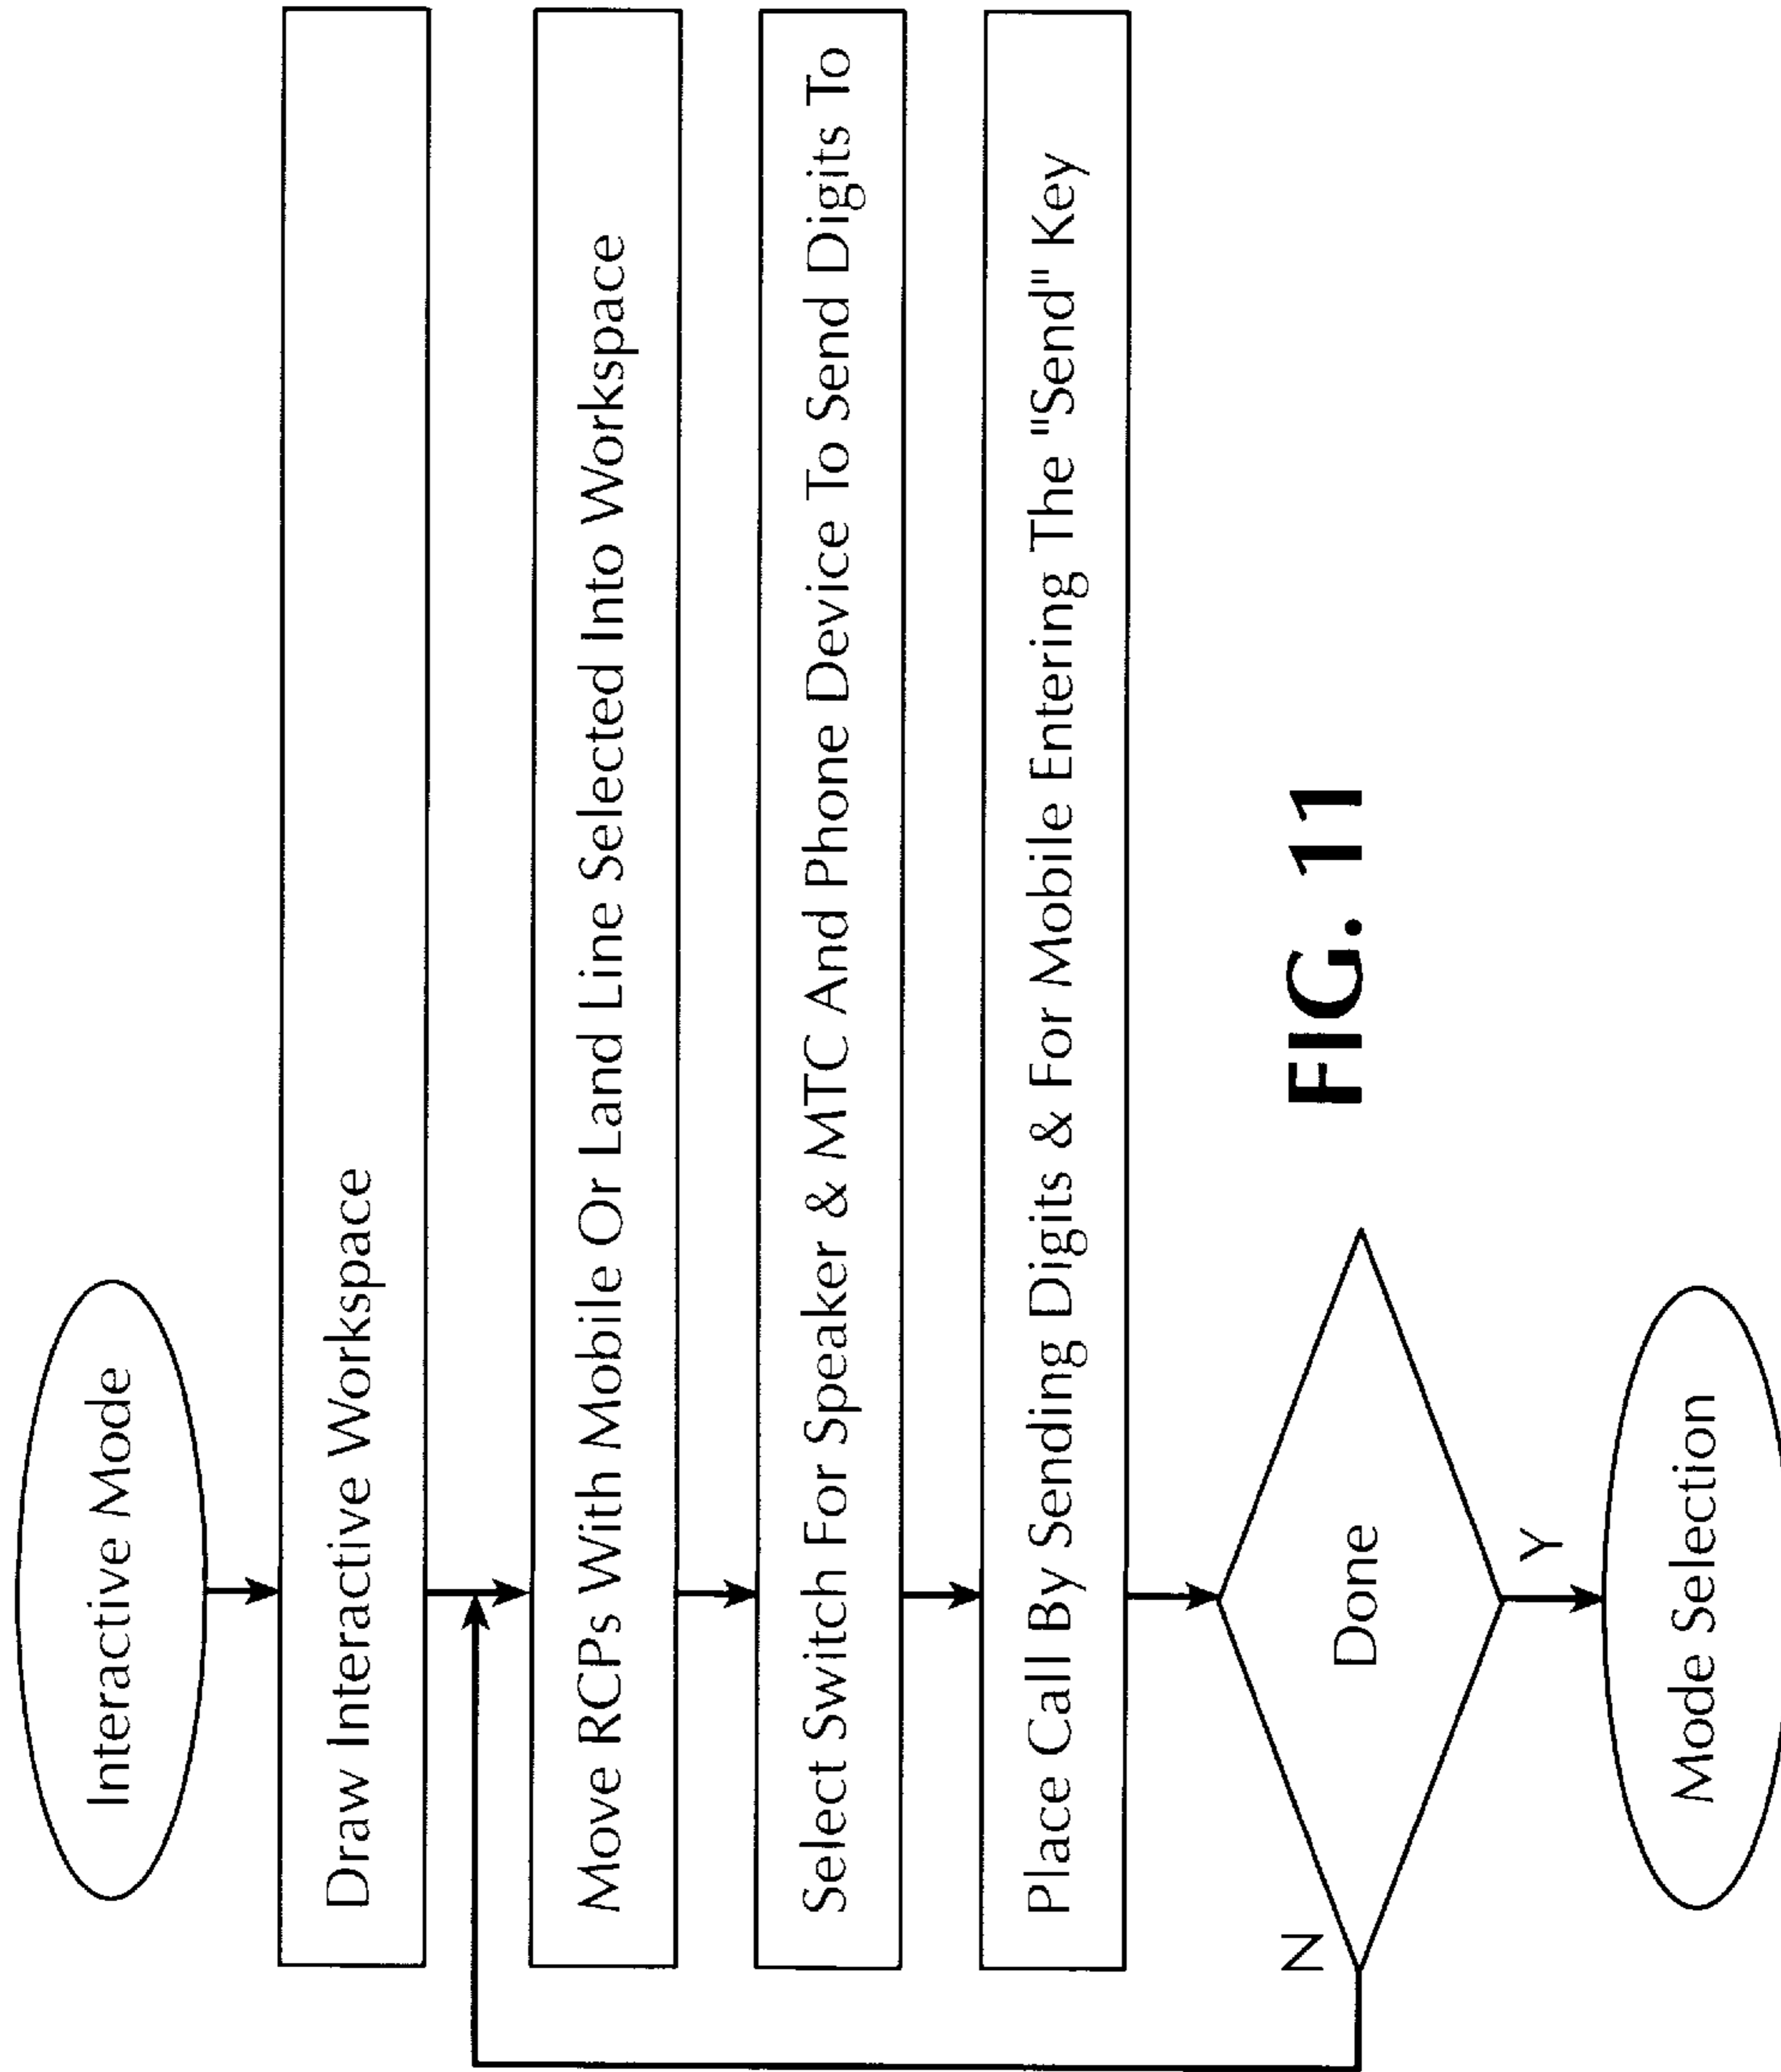 Interactive Mode
Draw Interactive Workspace
Move RCPs With Mobile Or Land Line Selected Into Workspace
Select Switch For Speaker & MTC And Phone Device To Send Digits To
Place Call By Sending Digits & For Mobile Entering The "Send" Key
Done
N
Y
Mode Selection
FIG. 11